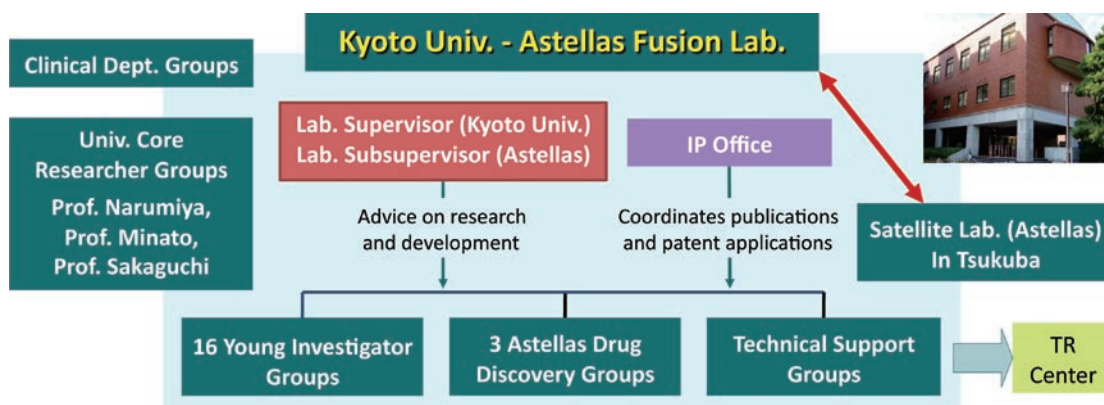 Kyoto Univ. - Astellas Fusion Lab.
Clinical Dept. Groups
Univ. Core
Researcher Groups
Prof. Narumiya,
Prof. Minato,
Prof. Sakaguchi
Lab. Supervisor (Kyoto Univ.)
Lab. Subsupervisor (Astellas)
IP Office
Advice on research
and development
Coordinates publications
and patent applications
Satellite Lab. (Astellas)
In Tsukuba
16 Young Investigator
Groups
3 Astellas Drug
Discovery Groups
Technical Support
Groups
TR
Center